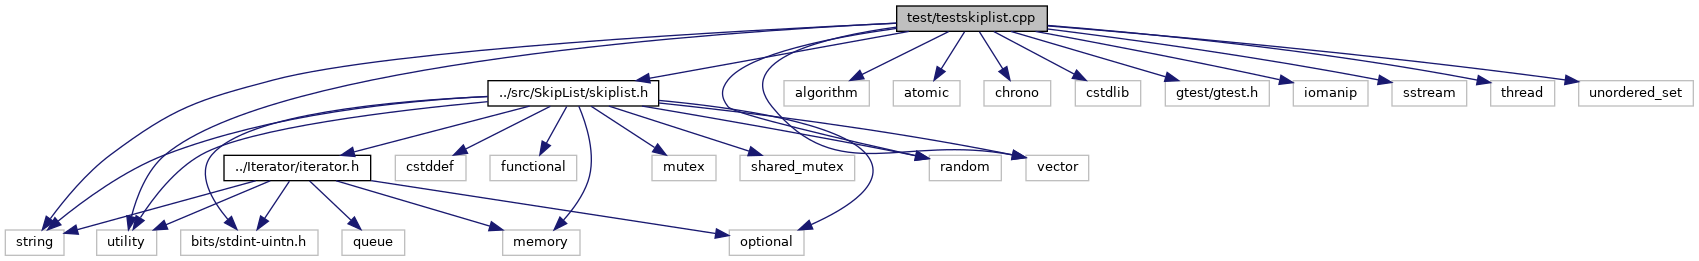 test/testskiplist.cpp
../src/SkipList/skiplist.h
algorithm
atomic
chrono
cstdlib
gtest/gtest.h
iomanip
sstream
thread
unordered_set
../Iterator/iterator.h
cstddef
functional
mutex
shared_mutex
random
vector
string
utility
bits/stdint-uintn.h
queue
memory
optional